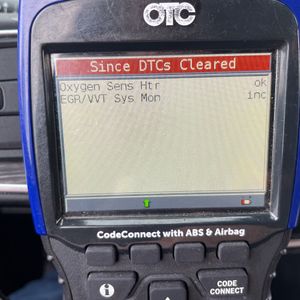 OTC
Since DTCs Cleared
Oxygen Sens Htr ok
EGR/VVT Sys Mon inc
CodeConnect with ABS & Airbag
i
CODE
CONNECT